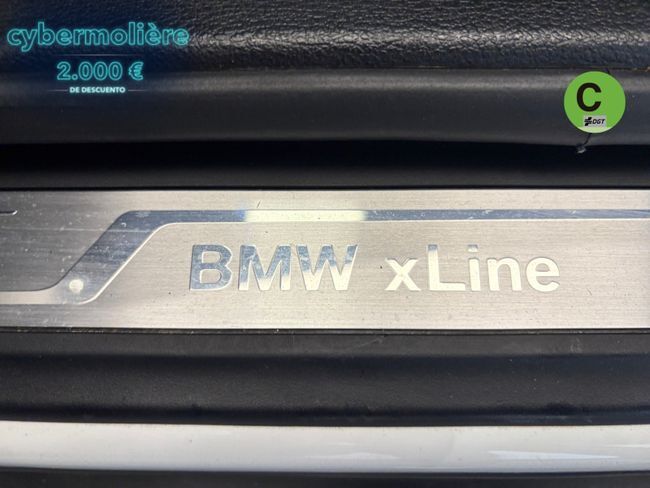 cybermolière
2.000 €
DE DESCUENTO
C
DGT
BMW xLine